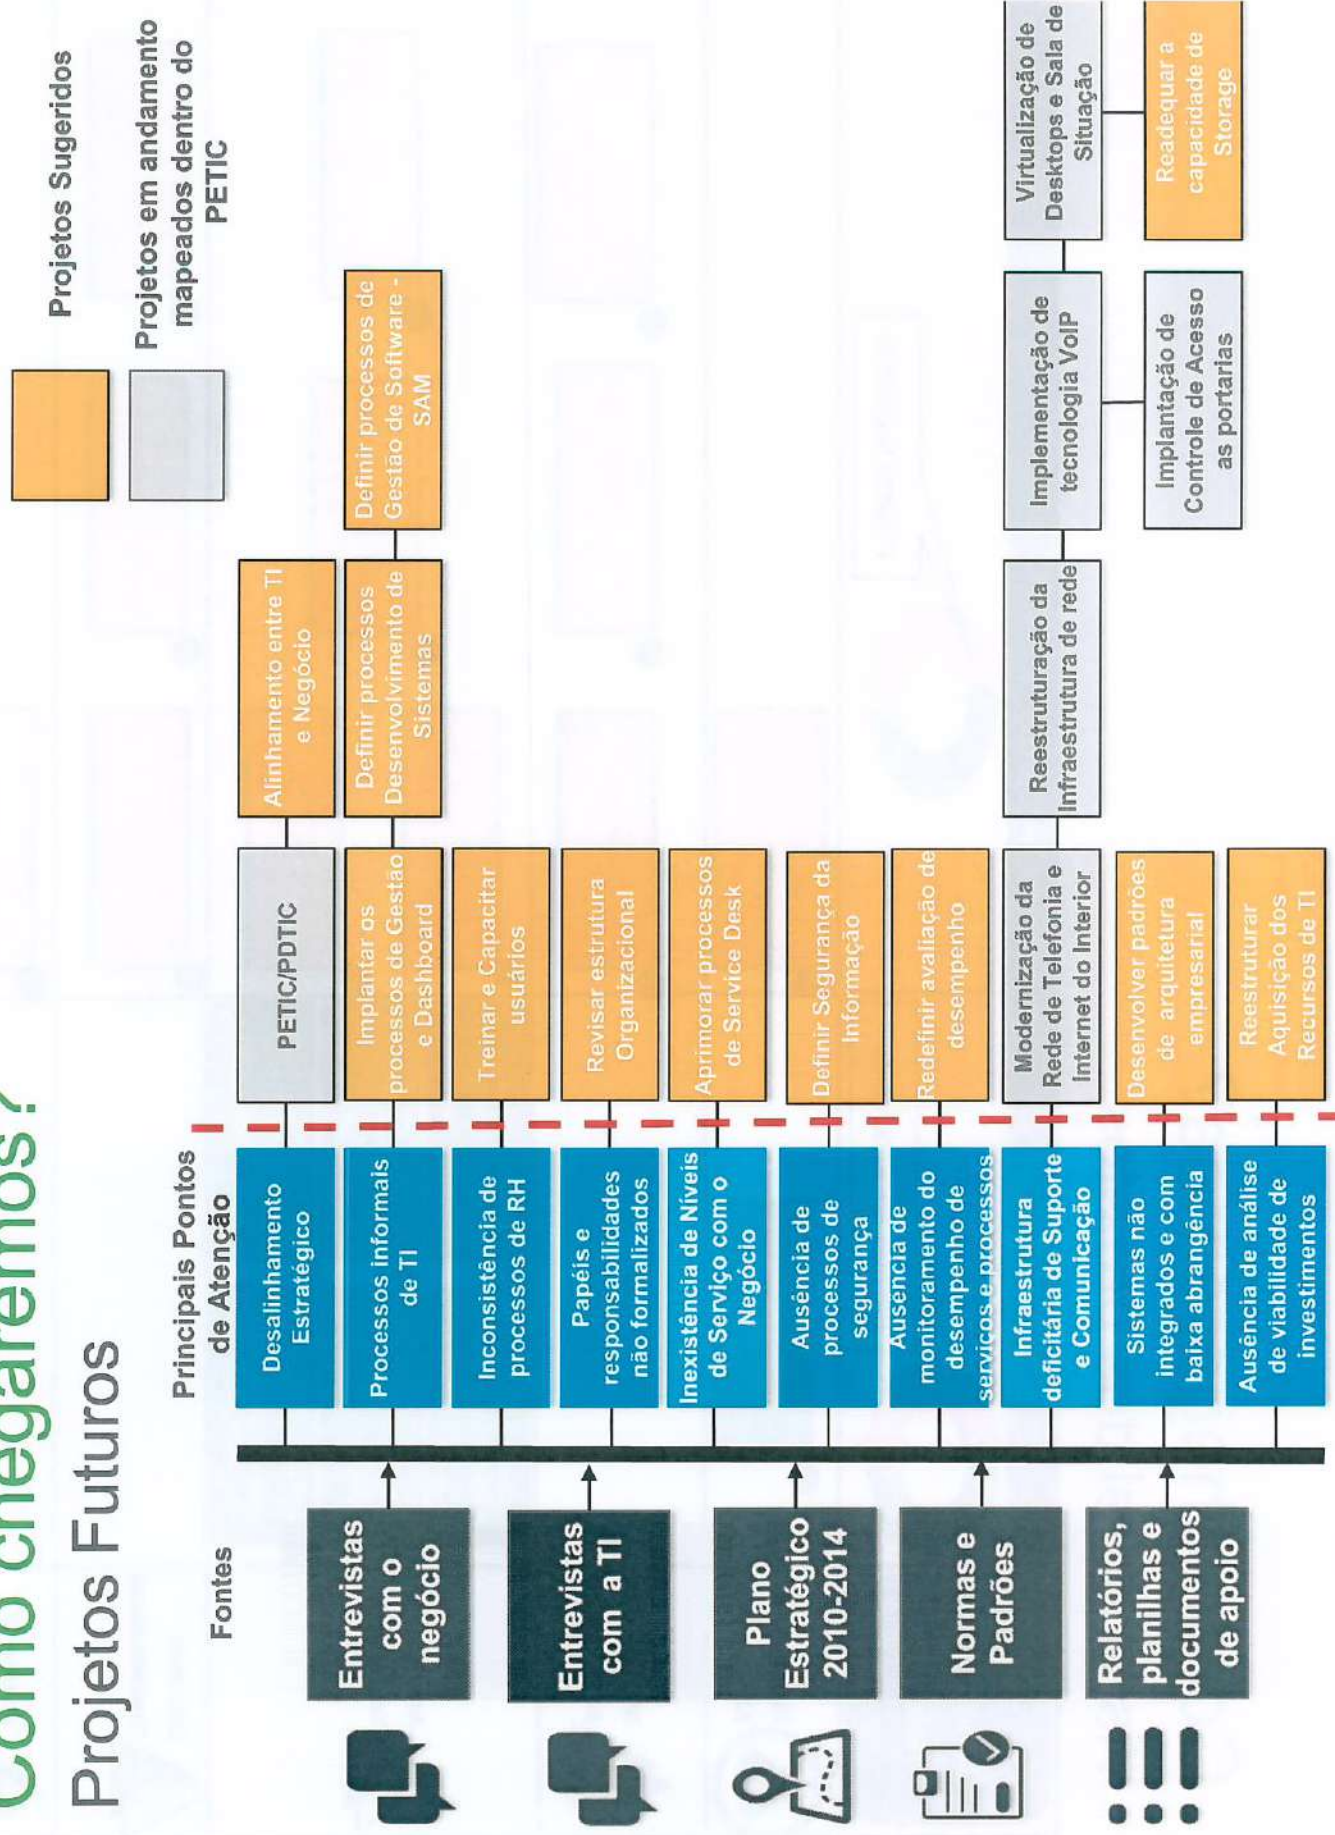 Como chegaremos?
Projetos Futuros
Projetos Sugeridos
Projetos em andamento
mapeados dentro do
PETIC
Fontes
Principais Pontos
de Atenção
Entrevistas
com o
negócio
Entrevistas
com a TI
Plano
Estratégico
2010-2014
Normas e
Padrões
Relatórios,
planilhas e
documentos
de apoio
Desalinhamento
Estratégico
PETIC/PDTIC
Alinhamento entre TI
e Negócio
Processos informais
de TI
Implantar os
processos de Gestão
e Dashboard
Definir processos
Desenvolvimento de
Sistemas
Definir processos de
Gestão de Software -
SAM
Inconsistência de
processos de RH
Treinar e Capacitar
usuários
Papéis e
responsabilidades
não formalizados
Revisar estrutura
Organizacional
Inexistência de Níveis
de Serviço com o
Negócio
Aprimorar processos
de Service Desk
Ausência de
processos de
segurança
Definir Segurança da
Informação
Ausencia de
monitoramento do
desempenho de
serviços e processos
Redefinir avaliação de
desempenho
Infraestrutura
deficitária de Suporte
e Comunicação
Modernização da
Rede de Telefonia e
Internet do Interior
Reestruturação da
Infraestrutura de rede
Implementação de
tecnologia VoIP
Virtualização de
Desktops e Sala de
Situação
Implantação de
Controle de Acesso
as portarias
Readequar a
capacidade de
Storage
Sistemas não
integrados e com
baixa abrangência
Desenvolver padrões
de arquitetura
empresarial
Ausência de análise
de viabilidade de
investimentos
Reestruturar
Aquisição dos
Recursos de TI